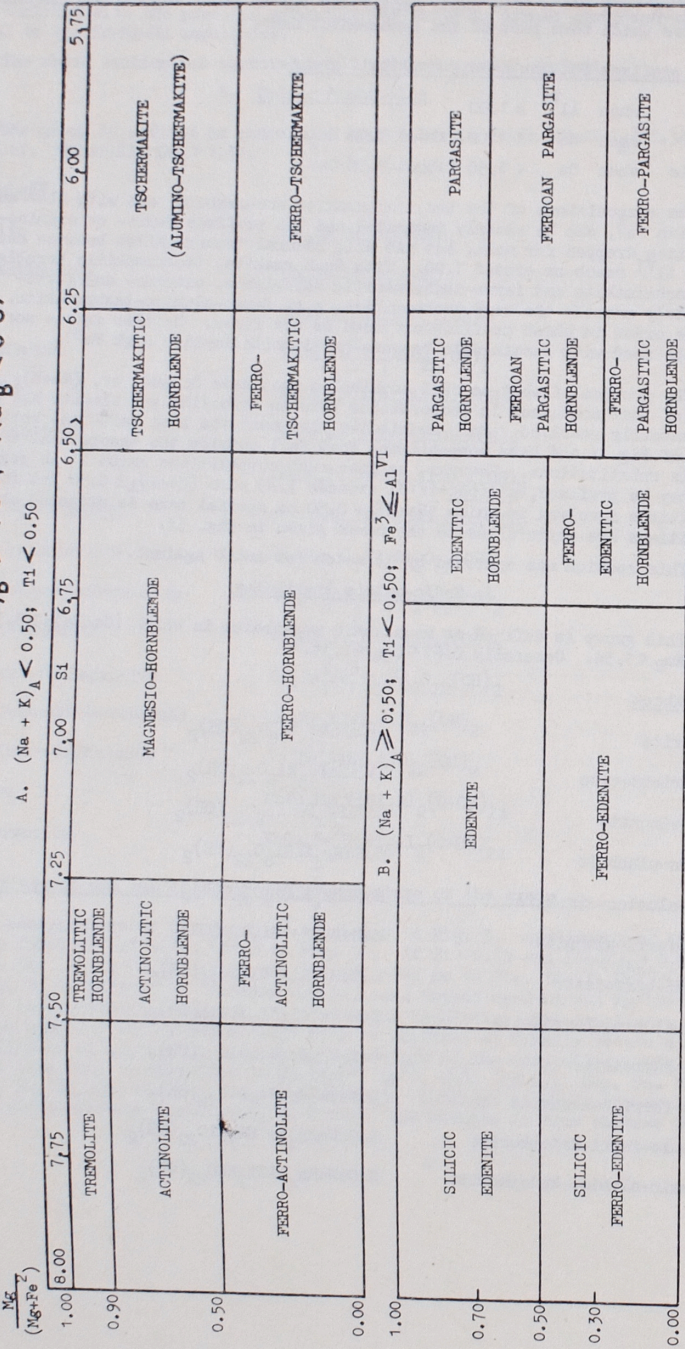 A. (Na + K)A < 0.50; Ti < 0.50
Mg
(Mg+Fe2)
8.00 7,75 7.50 7.25 7.00 Si 6,75 6,50 6,25 6,00 5,75
1.00
0.90
0.50
0.00
TREMOLITE
TREMOLITIC
HORNBLENDE
ACTINOLITE
ACTINOLITIC
HORNBLENDE
FERRO-ACTINOLITE
FERRO-
ACTINOLITIC
HORNBLENDE
MAGNESIO-HORNBLENDE
FERRO-HORNBLENDE
TSCHERMAKITIC
HORNBLENDE
FERRO-
TSCHERMAKITIC
HORNBLENDE
TSCHERMAKITE
(ALUMINO-TSCHERMAKITE)
FERRO-TSCHERMAKITE
B. (Na + K)A ≥ 0.50; Ti < 0.50; Fe3 ≤ AlVI
1.00
0.70
0.50
0.30
0.00
SILICIC
EDENITE
SILICIC
FERRO-EDENITE
EDENITE
FERRO-EDENITE
EDENITIC
HORNBLENDE
FERRO-
EDENITIC
HORNBLENDE
PARGASITIC
HORNBLENDE
FERROAN
PARGASITIC
HORNBLENDE
FERRO-
PARGASITIC
HORNBLENDE
PARGASITE
FERROAN PARGASITE
FERRO-PARGASITE